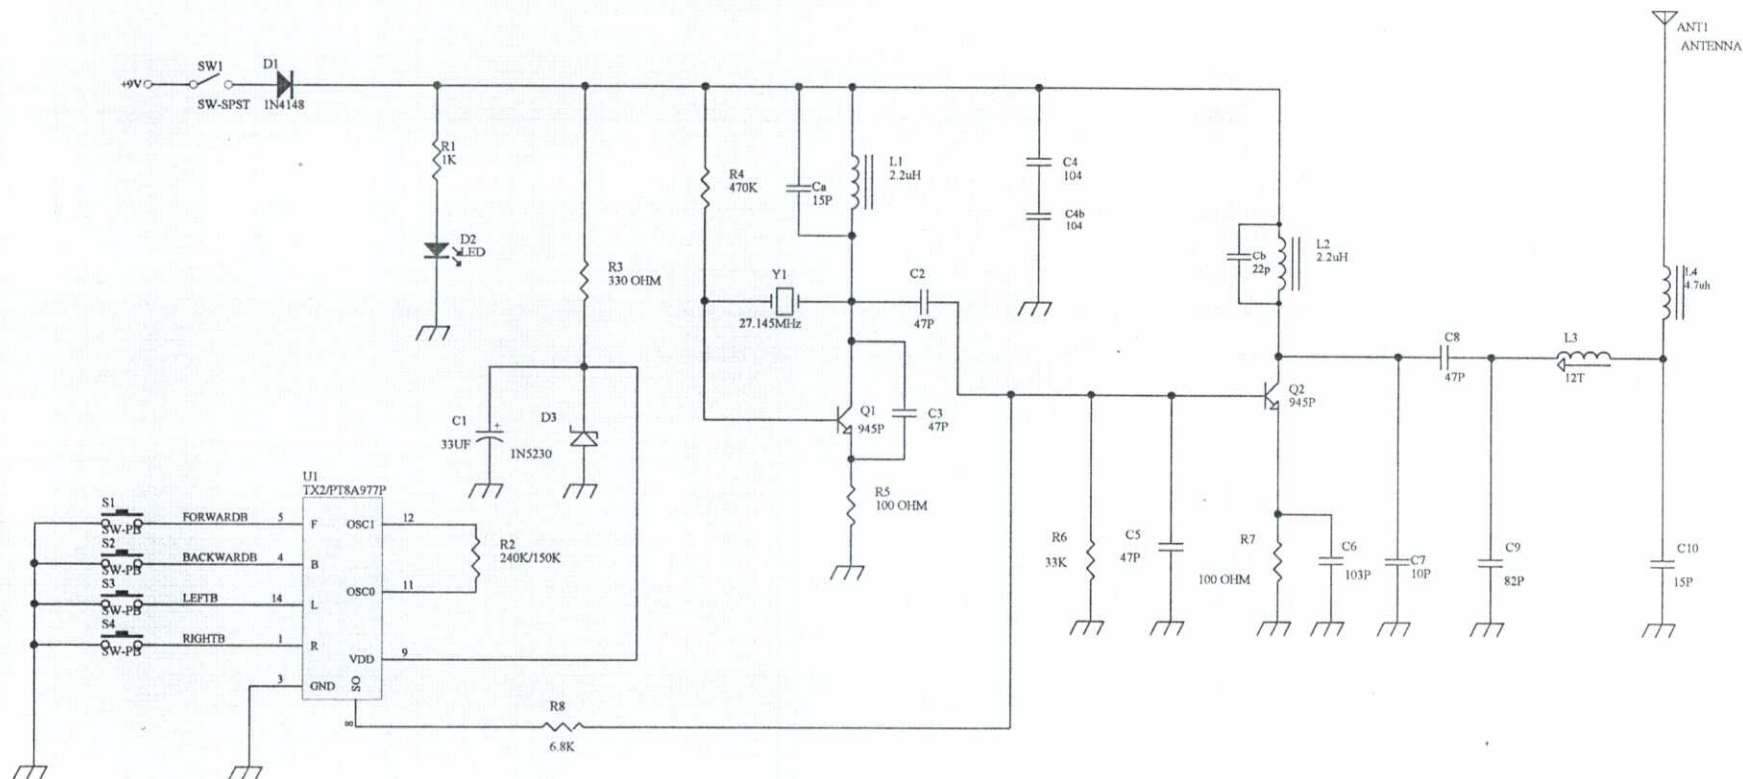 ANT1
ANTENNA
+9V
SW1
SW-SPST
D1
1N4148
R1
1K
D2
LED
R3
330 OHM
R4
470K
Ca
15P
L1
2.2uH
C4
104
C4b
104
Cb
22p
L2
2.2uH
L4
4.7uh
Y1
27.145MHz
C2
47P
C8
47P
L3
12T
Q1
945P
C3
47P
Q2
945P
C1
+
33UF
D3
1N5230
R5
100 OHM
U1
TX2/PT8A977P
S1
SW-PB
FORWARDB
5
F
OSC1
12
S2
SW-PB
BACKWARDB
4
B
R2
240K/150K
S3
SW-PB
LEFTB
14
L
OSC0
11
S4
SW-PB
RIGHTB
1
R
VDD
9
3
GND
SO
8
R8
6.8K
R6
33K
C5
47P
R7
100 OHM
C6
103P
C7
10P
C9
82P
C10
15P